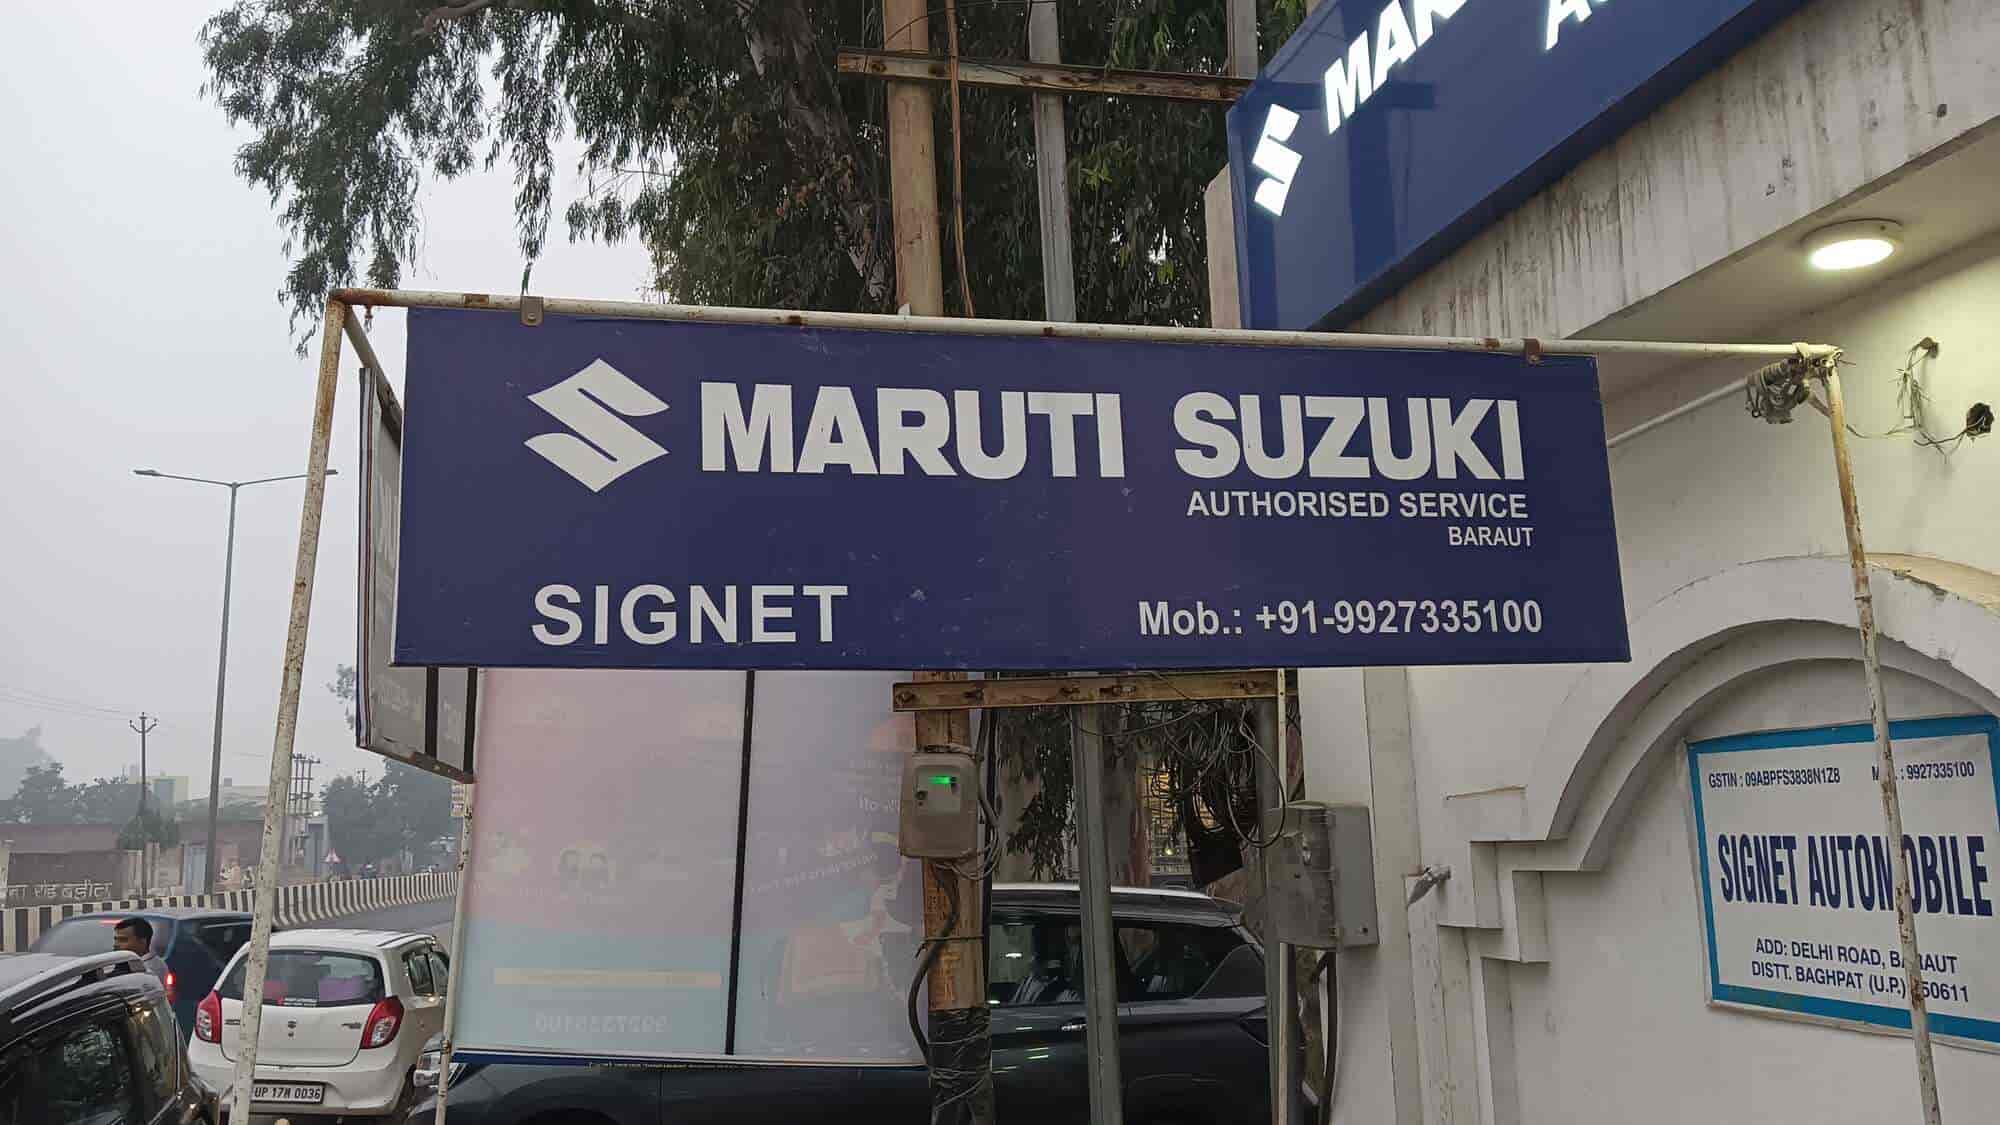 MARUTI SUZUKI
AUTHORISED SERVICE
BARAUT
SIGNET
Mob.: +91-9927335100
GSTIN : 09ABPFS3838N1Z8
: 9927335100
SIGNET AUTOMOBILE
ADD: DELHI ROAD, BARAUT
DISTT. BAGHPAT (U.P.)
UP 17M 0036